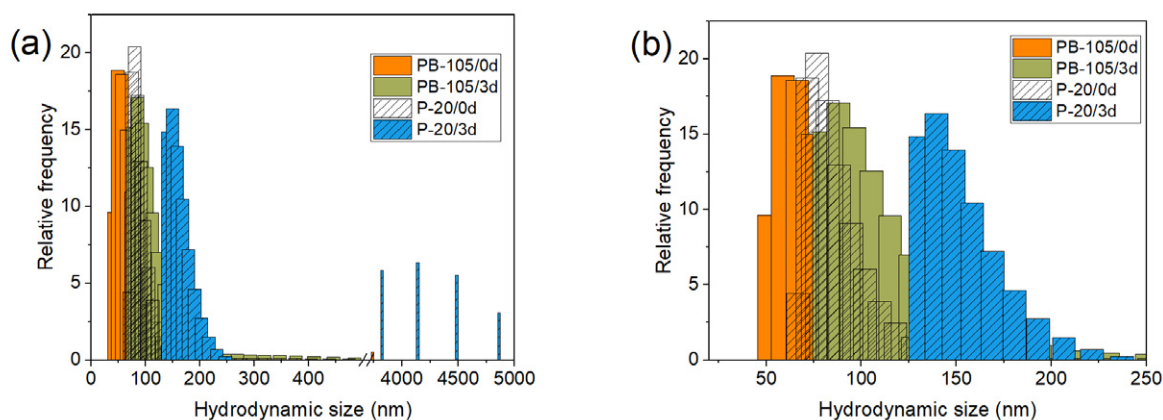 (a)
Relative frequency
20
15
10
5
0
PB-105/0d
PB-105/3d
P-20/0d
P-20/3d
0 100 200 300 400 4000 4500 5000
Hydrodynamic size (nm)
(b)
Relative frequency
20
15
10
5
0
PB-105/0d
PB-105/3d
P-20/0d
P-20/3d
50 100 150 200 250
Hydrodynamic size (nm)